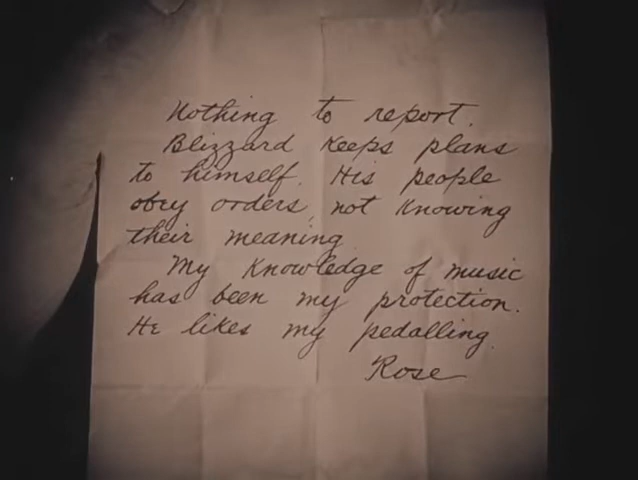 Nothing to report.
Blizzard keeps plans
to himself. His people
obey orders, not knowing
their meaning.
My knowledge of music
has been my protection.
He likes my pedalling.
Rose